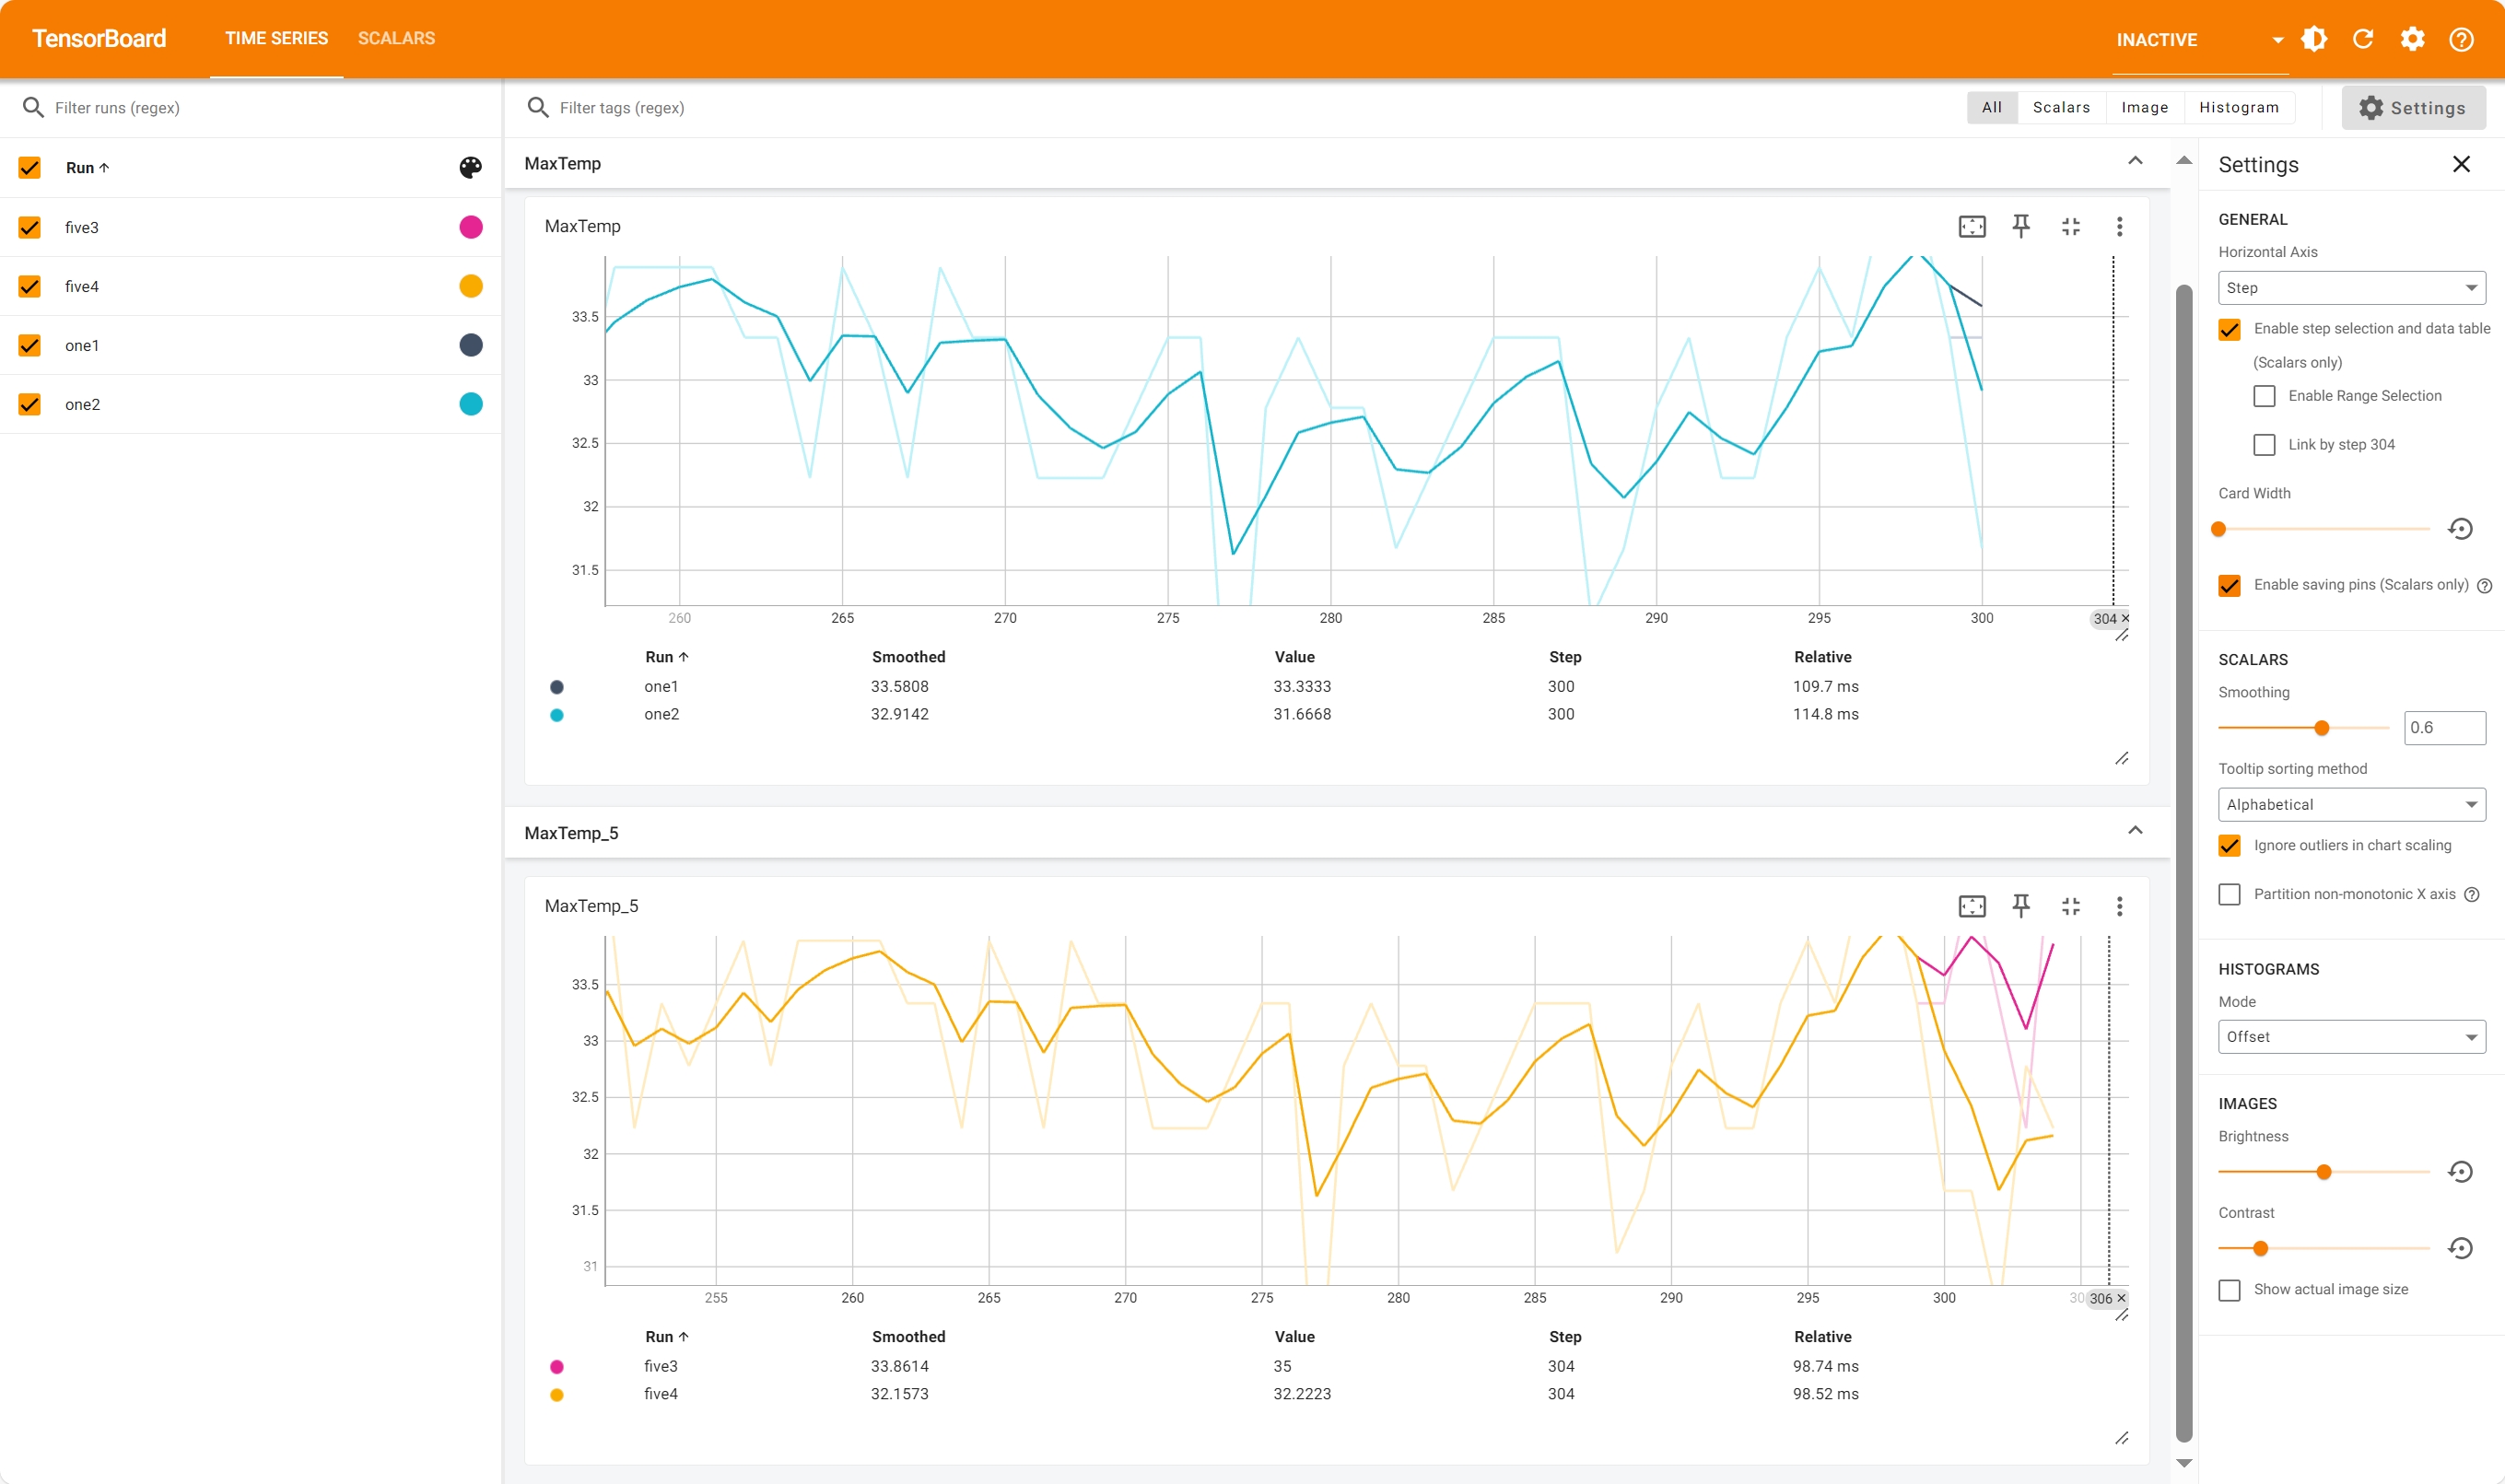 TensorBoard TIME SERIES SCALARS INACTIVE
Filter runs (regex)
Run
five3
five4
one1
one2
Filter tags (regex) All Scalars Image Histogram Settings
MaxTemp
MaxTemp
33.5
33
32.5
32
31.5
260 265 270 275 280 285 290 295 300 304
Run Smoothed Value Step Relative
one1 33.5808 33.3333 300 109.7 ms
one2 32.9142 31.6668 300 114.8 ms
MaxTemp_5
MaxTemp_5
33.5
33
32.5
32
31.5
31
255 260 265 270 275 280 285 290 295 300 30 306
Run Smoothed Value Step Relative
five3 33.8614 35 304 98.74 ms
five4 32.1573 32.2223 304 98.52 ms
Settings
GENERAL
Horizontal Axis
Step
Enable step selection and data table
(Scalars only)
Enable Range Selection
Link by step 304
Card Width
Enable saving pins (Scalars only)
SCALARS
Smoothing
0.6
Tooltip sorting method
Alphabetical
Ignore outliers in chart scaling
Partition non-monotonic X axis
HISTOGRAMS
Mode
Offset
IMAGES
Brightness
Contrast
Show actual image size